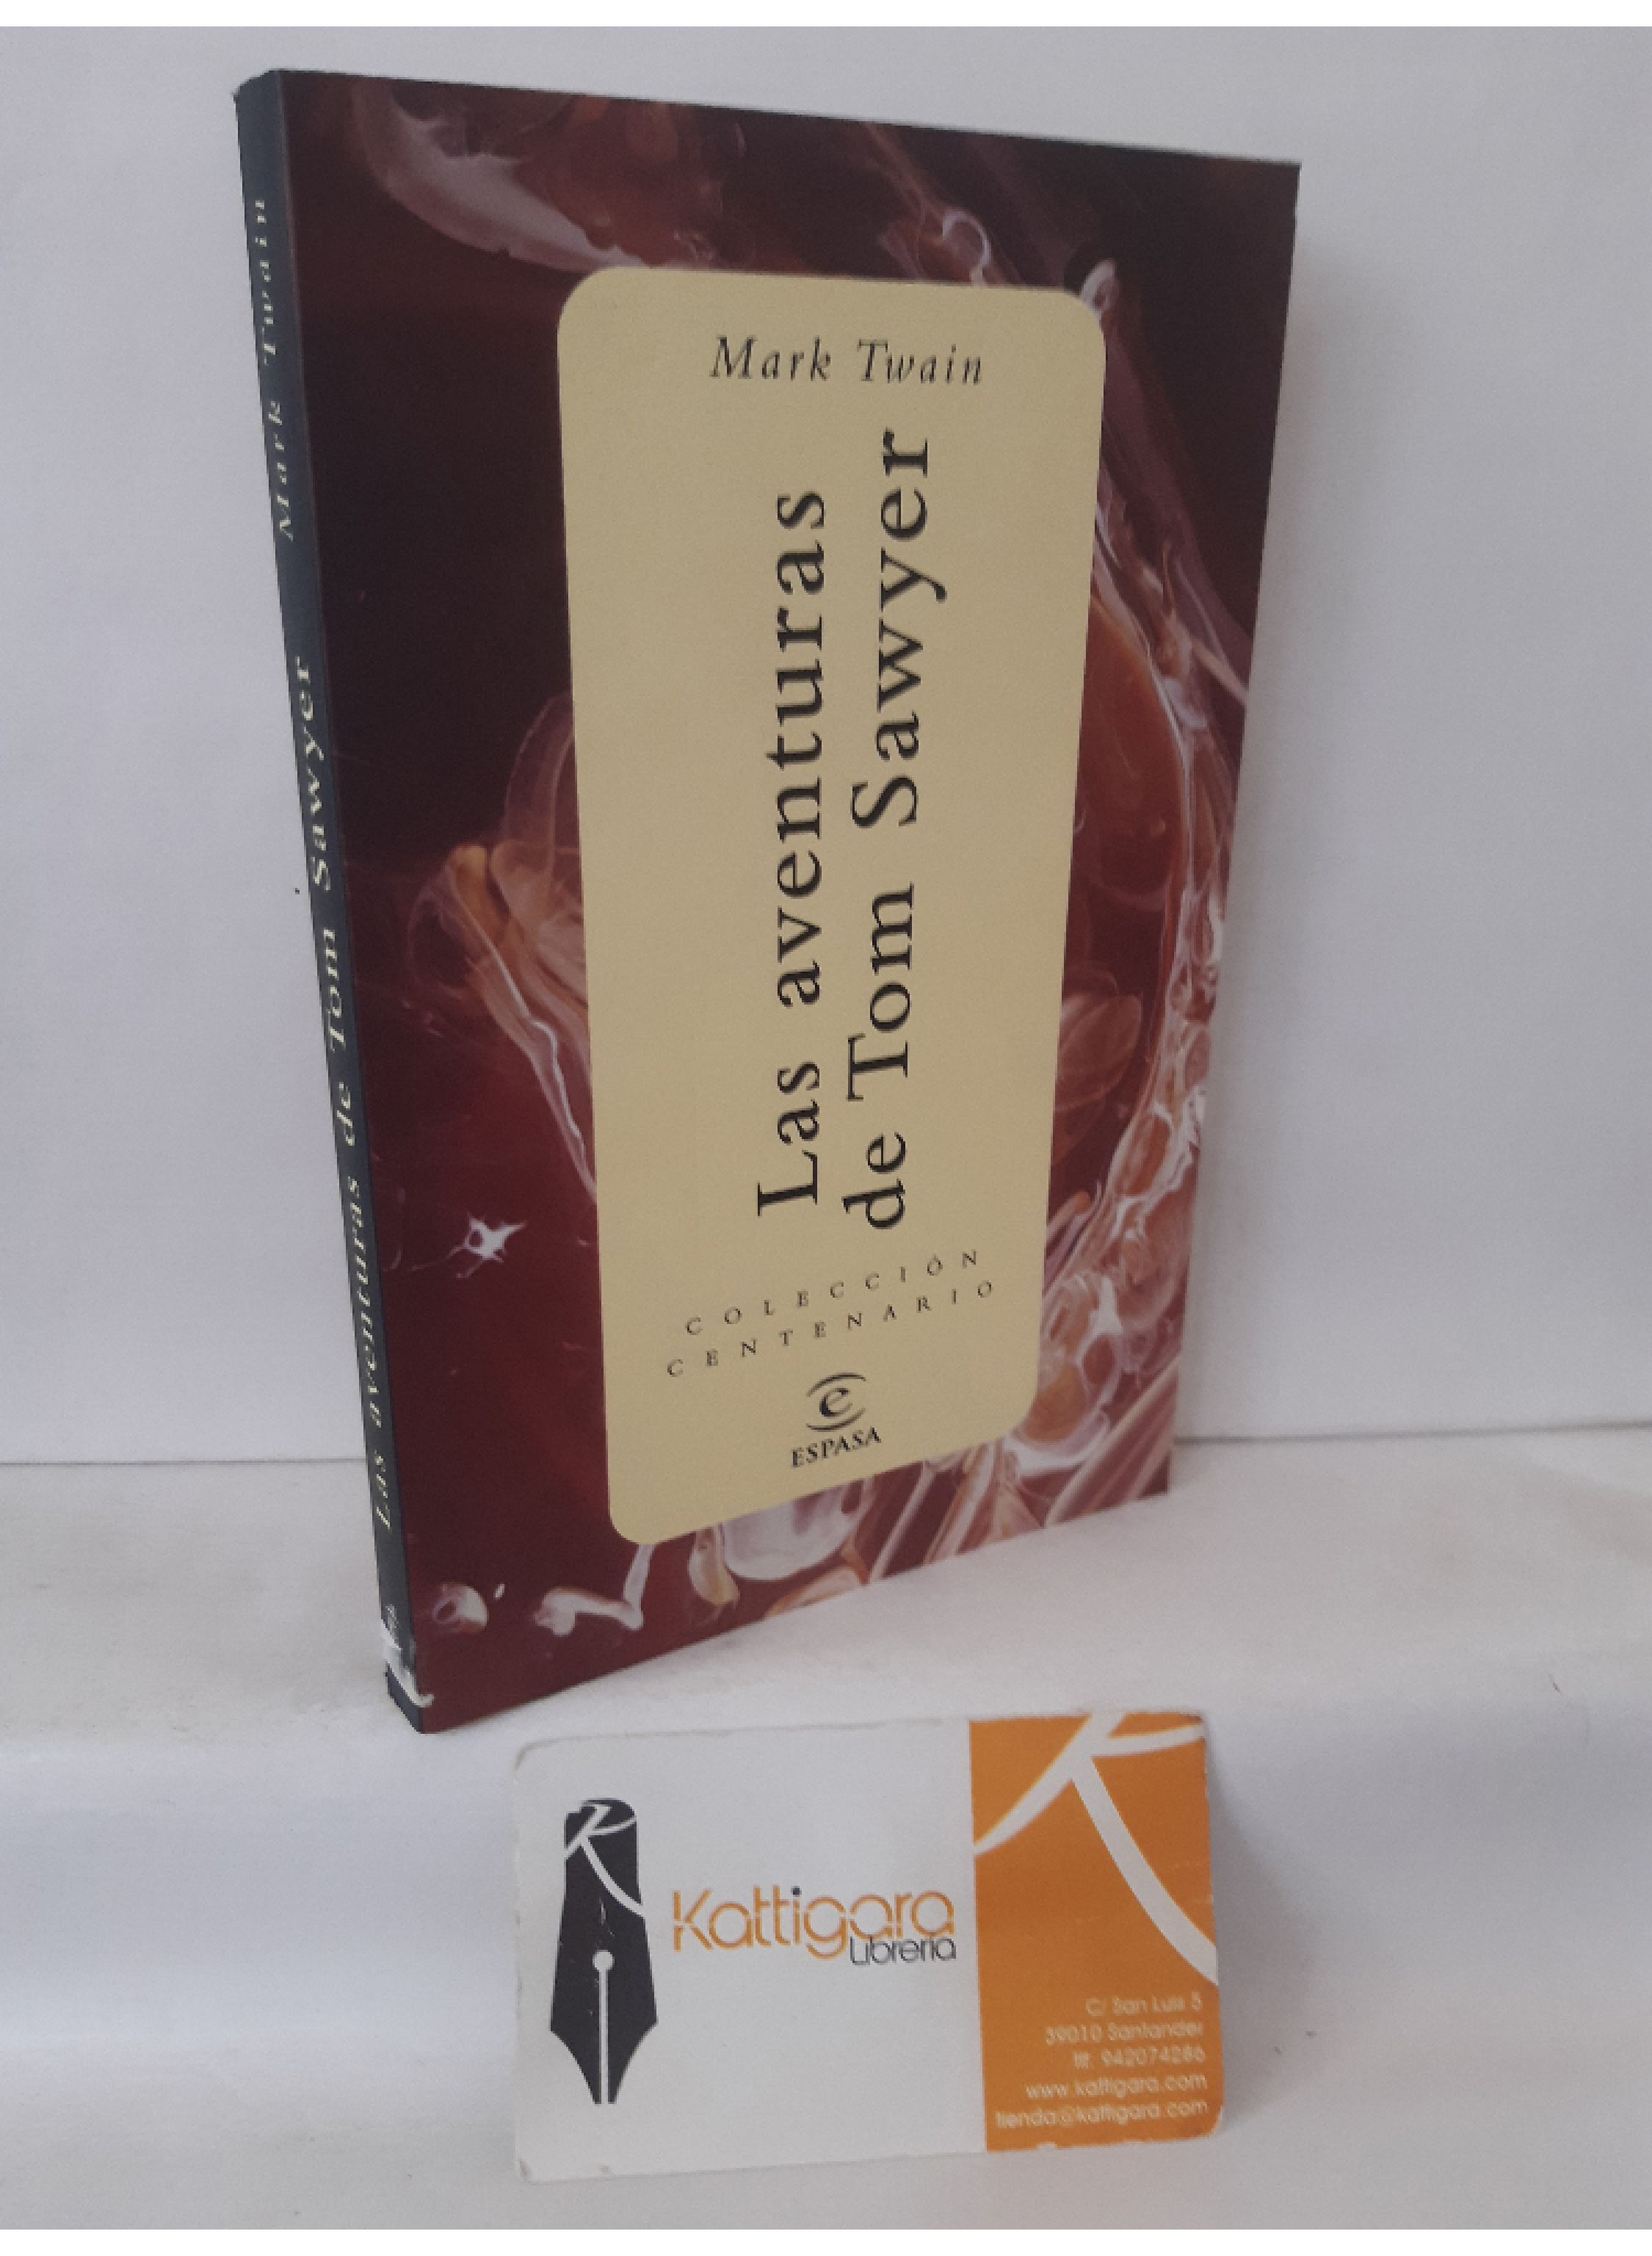 Mark Twain
Las aventuras
de Tom Sawyer
COLECCIÓN
CENTENARIO
e
ESPASA
Las aventuras de Tom Sawyer Mark Twain
K
Kattigara
Librería
K
C/ San Luis 5
39010 Santander
tlf. 942074286
www.kattigara.com
tienda@kattigara.com